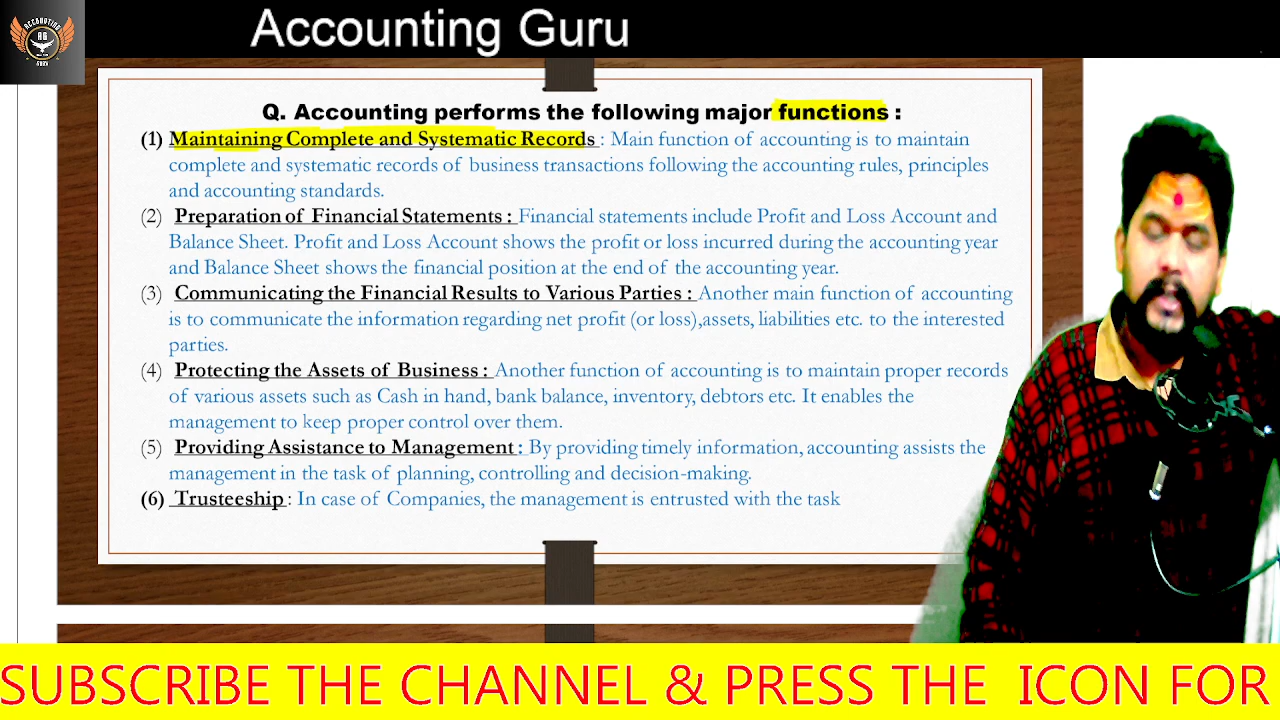 Accounting Guru
ACCOUNTING
AG
GURU
Q. Accounting performs the following major functions :
(1) Maintaining Complete and Systematic Records : Main function of accounting is to maintain
complete and systematic records of business transactions following the accounting rules, principles
and accounting standards.
(2) Preparation of Financial Statements : Financial statements include Profit and Loss Account and
Balance Sheet. Profit and Loss Account shows the profit or loss incurred during the accounting year
and Balance Sheet shows the financial position at the end of the accounting year.
(3) Communicating the Financial Results to Various Parties : Another main function of accounting
is to communicate the information regarding net profit (or loss),assets, liabilities etc. to the interested
parties.
(4) Protecting the Assets of Business : Another function of accounting is to maintain proper records
of various assets such as Cash in hand, bank balance, inventory, debtors etc. It enables the
management to keep proper control over them.
(5) Providing Assistance to Management : By providing timely information, accounting assists the
management in the task of planning, controlling and decision-making.
(6) Trusteeship : In case of Companies, the management is entrusted with the task
SUBSCRIBE THE CHANNEL & PRESS THE ICON FOR